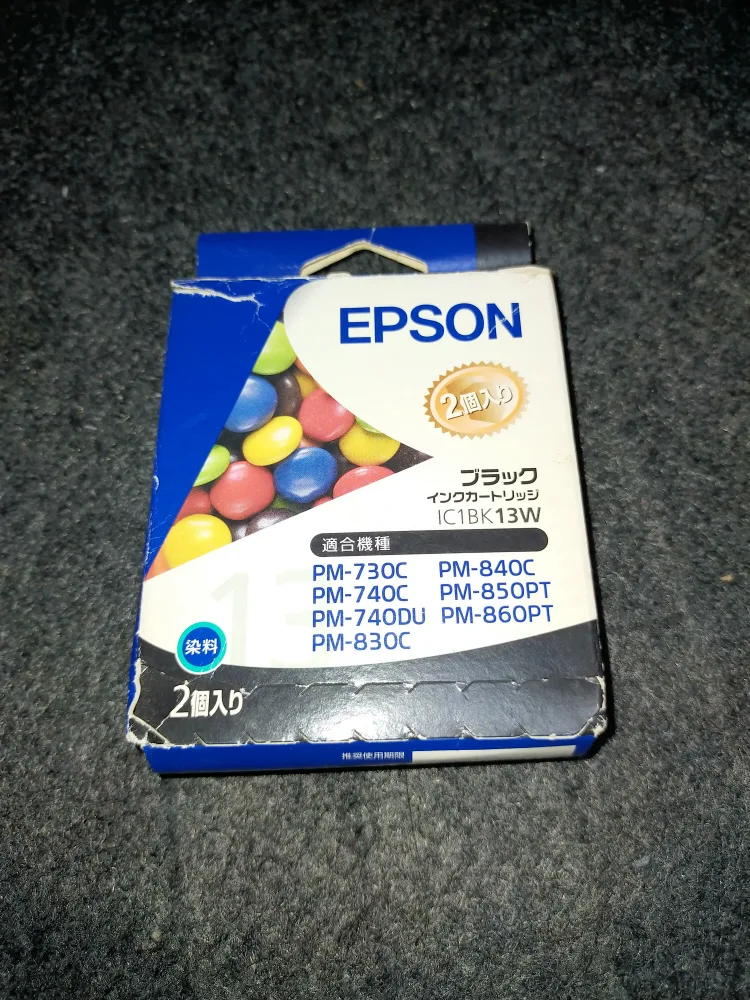 EPSON
2個入り
ブラック
インクカートリッジ
IC1BK13W
適合機種
PM-730C PM-840C
PM-740C PM-850PT
PM-740DU PM-860PT
PM-830C
13
染料
2個入り
推奨使用期限